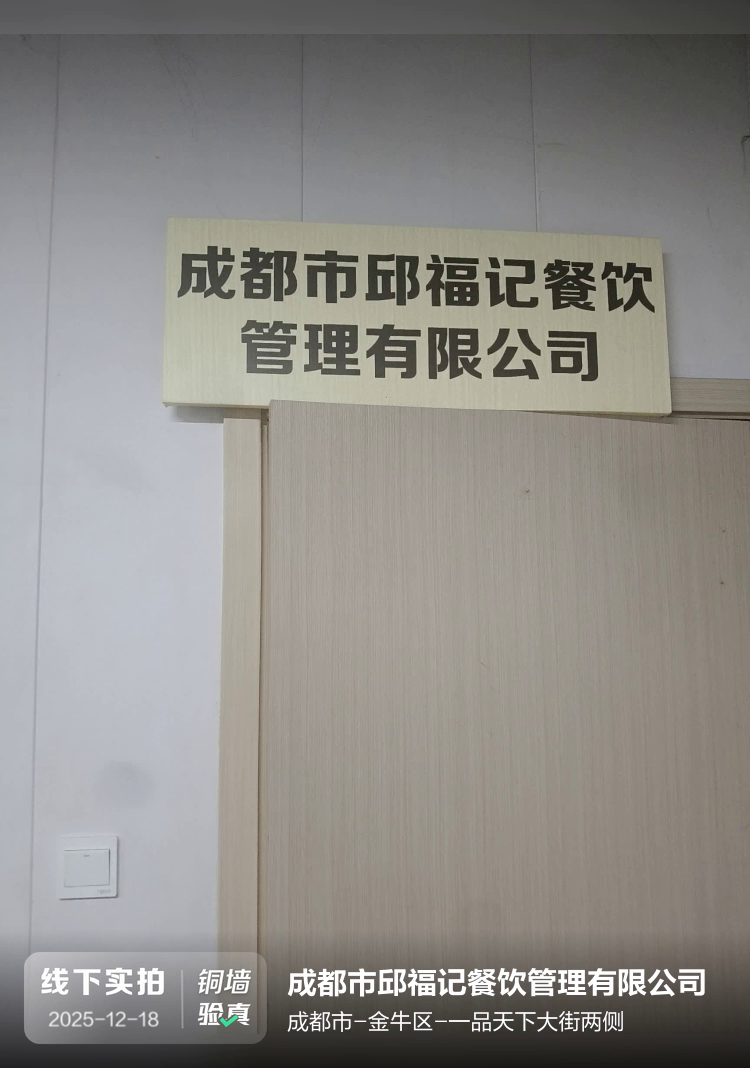 成都市邱福记餐饮
管理有限公司
线下实拍
2025-12-18
铜墙
验真
成都市邱福记餐饮管理有限公司
成都市-金牛区-一品天下大街两侧